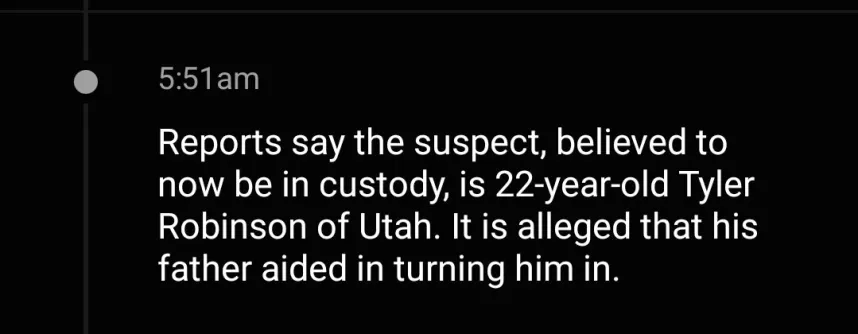 5:51am
Reports say the suspect, believed to
now be in custody, is 22-year-old Tyler
Robinson of Utah. It is alleged that his
father aided in turning him in.